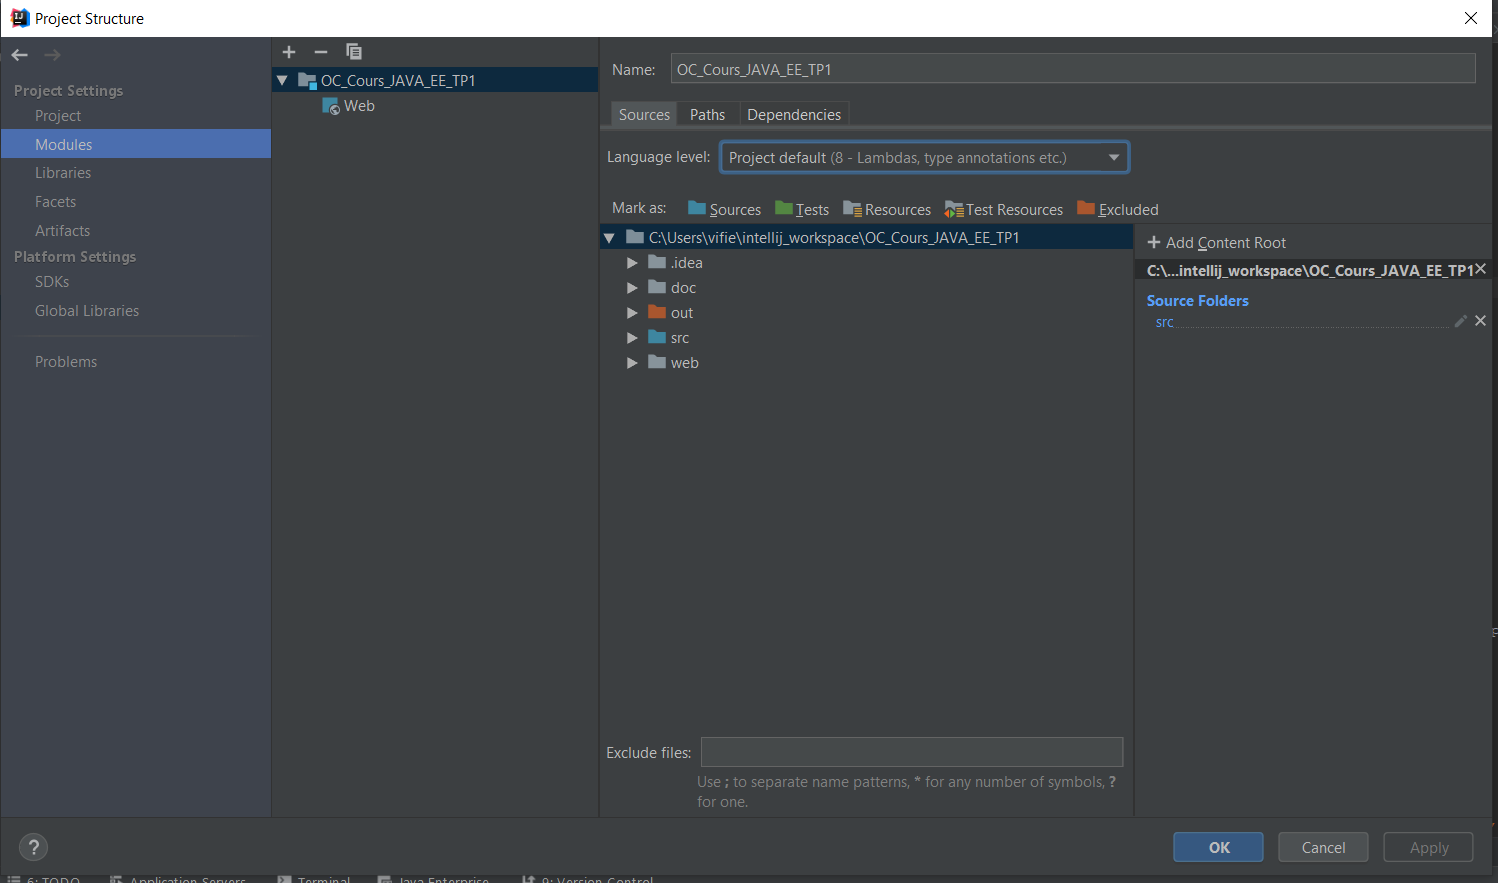 Project Structure
Project Settings
Project
Modules
Libraries
Facets
Artifacts
Platform Settings
SDKs
Global Libraries
Problems
OC_Cours_JAVA_EE_TP1
Web
Name: OC_Cours_JAVA_EE_TP1
Sources Paths Dependencies
Language level: Project default (8 - Lambdas, type annotations etc.)
Mark as: Sources Tests Resources Test Resources Excluded
C:\Users\vifie\intellij_workspace\OC_Cours_JAVA_EE_TP1
.idea
doc
out
src
web
Exclude files:
Use ; to separate name patterns, * for any number of symbols, ?
for one.
+ Add Content Root
C:\...intellij_workspace\OC_Cours_JAVA_EE_TP1
Source Folders
src
? OK Cancel Apply
6: TODO Application Servers Terminal Java Enterprise 9: Version Control